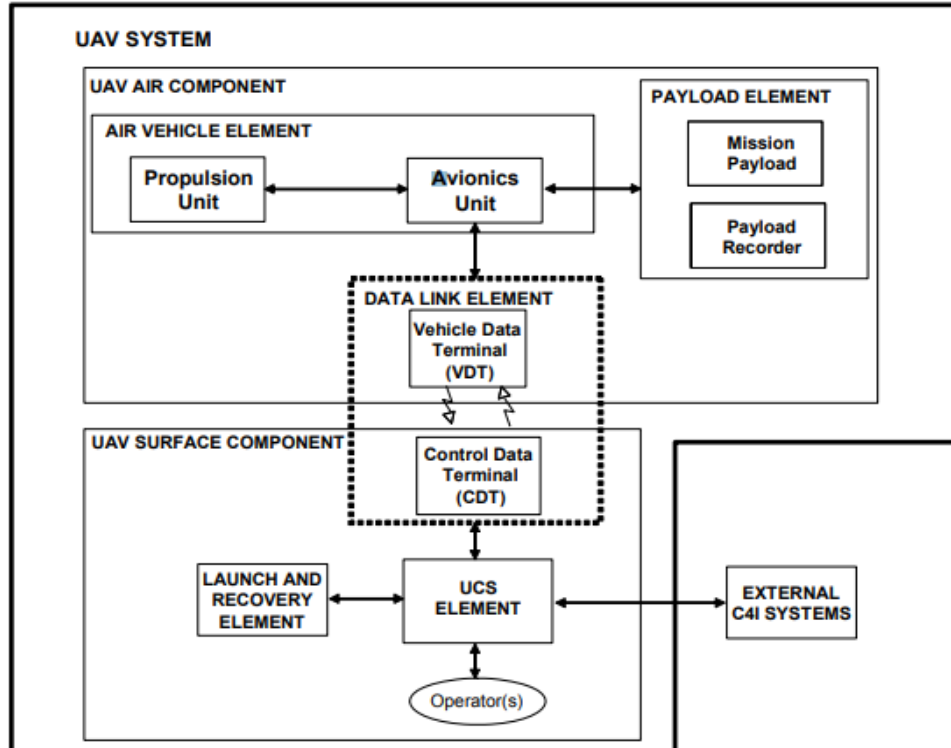 UAV SYSTEM
UAV AIR COMPONENT
AIR VEHICLE ELEMENT
Propulsion
Unit
Avionics
Unit
PAYLOAD ELEMENT
Mission
Payload
Payload
Recorder
DATA LINK ELEMENT
Vehicle Data
Terminal
(VDT)
UAV SURFACE COMPONENT
Control Data
Terminal
(CDT)
LAUNCH AND
RECOVERY
ELEMENT
UCS
ELEMENT
EXTERNAL
C4I SYSTEMS
Operator(s)